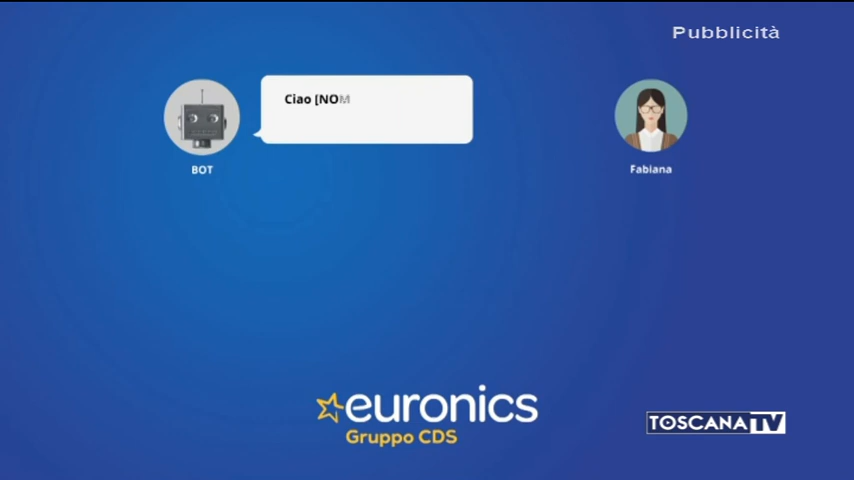 Pubblicità
Ciao [NOM
BOT
Fabiana
euronics
Gruppo CDS
TOSCANA TV